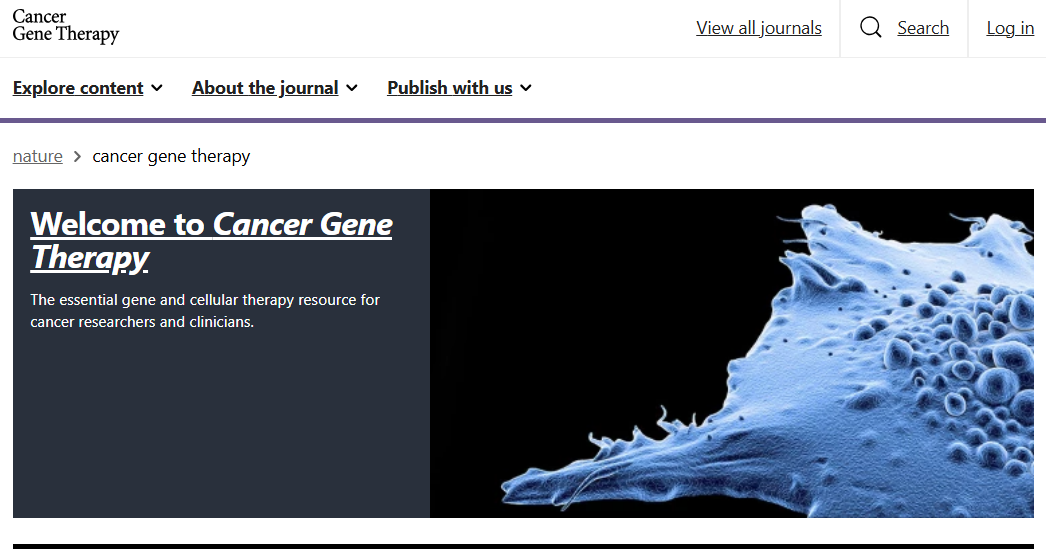 Cancer
Gene Therapy
View all journals
Search
Log in
Explore content
About the journal
Publish with us
nature > cancer gene therapy
Welcome to Cancer Gene
Therapy
The essential gene and cellular therapy resource for
cancer researchers and clinicians.